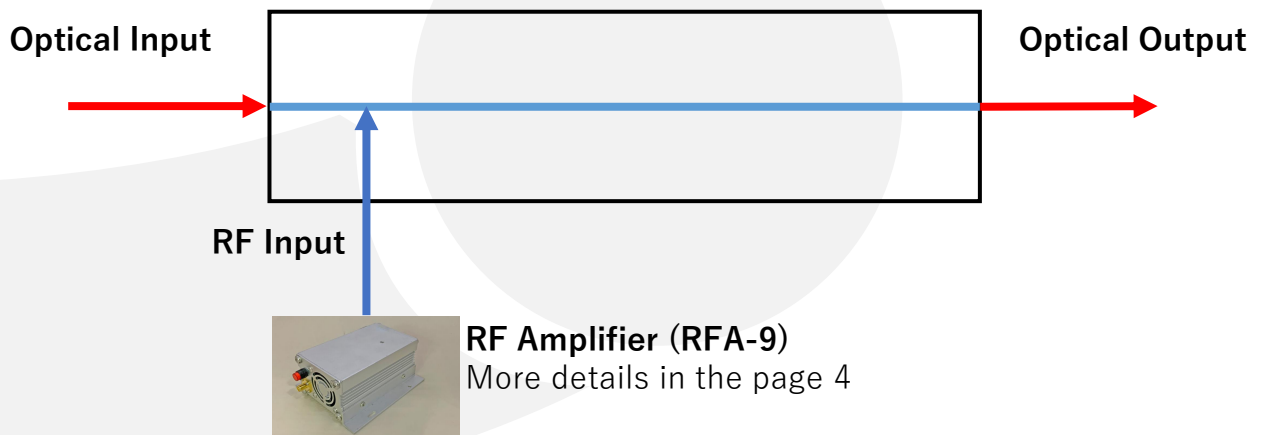 Optical Input
Optical Output
RF Input
RF Amplifier (RFA-9)
More details in the page 4